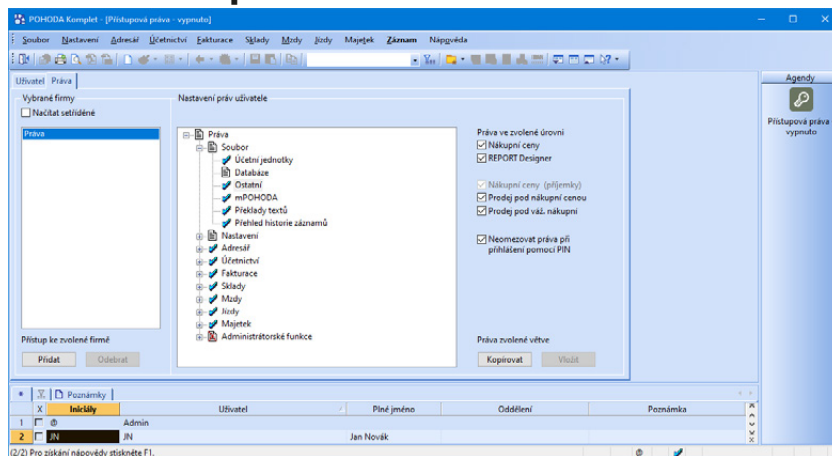 POHODA Komplet - [Přístupová práva - vypnuto]
Soubor Nastavení Adresář Účetnictví Fakturace Sklady Mzdy Jízdy Majetek Záznam Nápověda
Uživatel Práva
Agendy
Přístupová práva
vypnuto
Vybrané firmy
Načítat setříděné
Práva
Přístup ke zvolené firmě
Přidat Odebrat
Nastavení práv uživatele
Práva
Soubor
Účetní jednotky
Databáze
Ostatní
mPOHODA
Překlady textů
Přehled historie záznamů
Nastavení
Adresář
Účetnictví
Fakturace
Sklady
Mzdy
Jízdy
Majetek
Administrátorské funkce
Práva ve zvolené úrovni
Nákupní ceny
REPORT Designer
Nákupní ceny (příjemky)
Prodej pod nákupní cenou
Prodej pod váž. nákupní
Neomezovat práva při
přihlášení pomocí PIN
Práva zvolené větve
Kopírovat Vložit
Poznámky
X Iniciály Uživatel Plné jméno Oddělení Poznámka
1 @ Admin
2 JN JN Jan Novák
(2/2) Pro získání nápovědy stiskněte F1. @